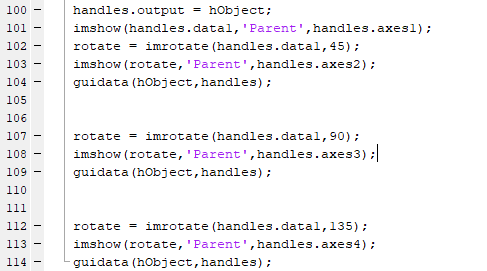 100 – handles.output = hObject;
101 – imshow(handles.data1,'Parent',handles.axes1);
102 – rotate = imrotate(handles.data1,45);
103 – imshow(rotate,'Parent',handles.axes2);
104 – guidata(hObject,handles);
105
106
107 – rotate = imrotate(handles.data1,90);
108 – imshow(rotate,'Parent',handles.axes3);
109 – guidata(hObject,handles);
110
111
112 – rotate = imrotate(handles.data1,135);
113 – imshow(rotate,'Parent',handles.axes4);
114 – guidata(hObject,handles);